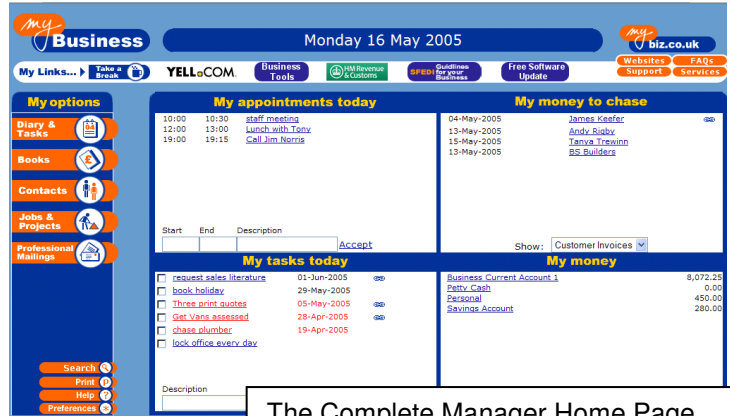 my
Business
Monday 16 May 2005
my
biz.co.uk
Websites FAQs
Support Services
My Links... Take a Break
YELL.COM.
Business Tools
HM Revenue & Customs
SFEDI Guidlines for your Business
Free Software Update
My options
Diary & Tasks
04
Books
£
Contacts
Jobs & Projects
Professional Mailings
Search
Print P
Help ?
Preferences
My appointments today
10:00 10:30 staff meeting
12:00 13:00 Lunch with Tony
19:00 19:15 Call Jim Norris
Start End Description
Accept
My money to chase
04-May-2005 James Keefer
13-May-2005 Andy Rigby
15-May-2005 Tanya Trewinn
13-May-2005 BS Builders
Show: Customer Invoices
My tasks today
request sales literature 01-Jun-2005
book holiday 29-May-2005
Three print quotes 05-May-2005
Get Vans assessed 28-Apr-2005
chase plumber 19-Apr-2005
lock office every day
Description
My money
Business Current Account 1 8,072.25
Petty Cash 0.00
Personal 450.00
Savings Account 280.00
The Complete Manager Home Page